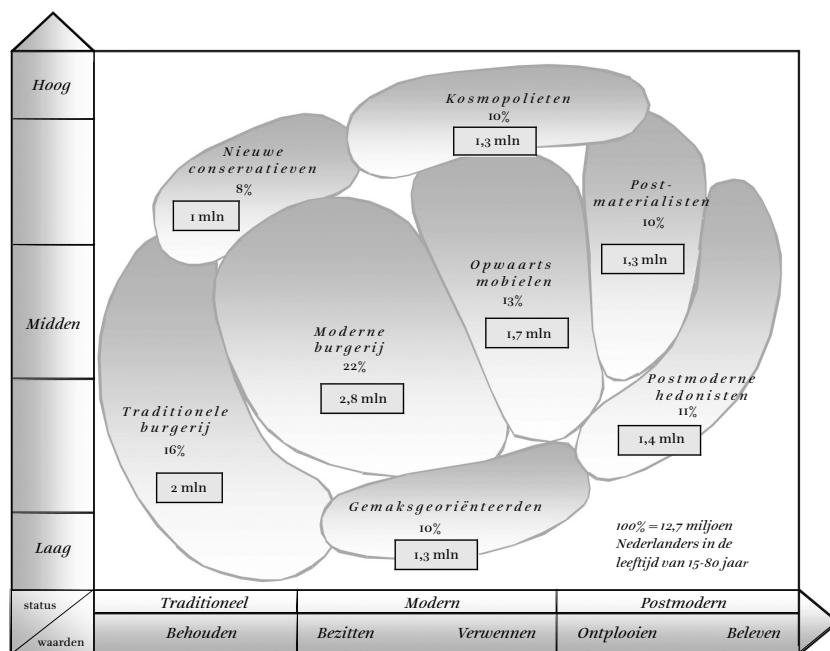 Hoog
Kosmopolieten
10%
1,3 mln
Nieuwe
conservatieven
8%
1 mln
Post-
materialisten
10%
1,3 mln
Opwaarts
mobielen
13%
1,7 mln
Midden
Moderne
burgerij
22%
2,8 mln
Postmoderne
hedonisten
11%
1,4 mln
Traditionele
burgerij
16%
2 mln
Gemaksgeoriënteerden
10%
1,3 mln
100% = 12,7 miljoen
Nederlanders in de
leeftijd van 15-80 jaar
Laag
status
waarden
Traditioneel
Modern
Postmodern
Behouden
Bezitten
Verwennen
Ontplooien
Beleven